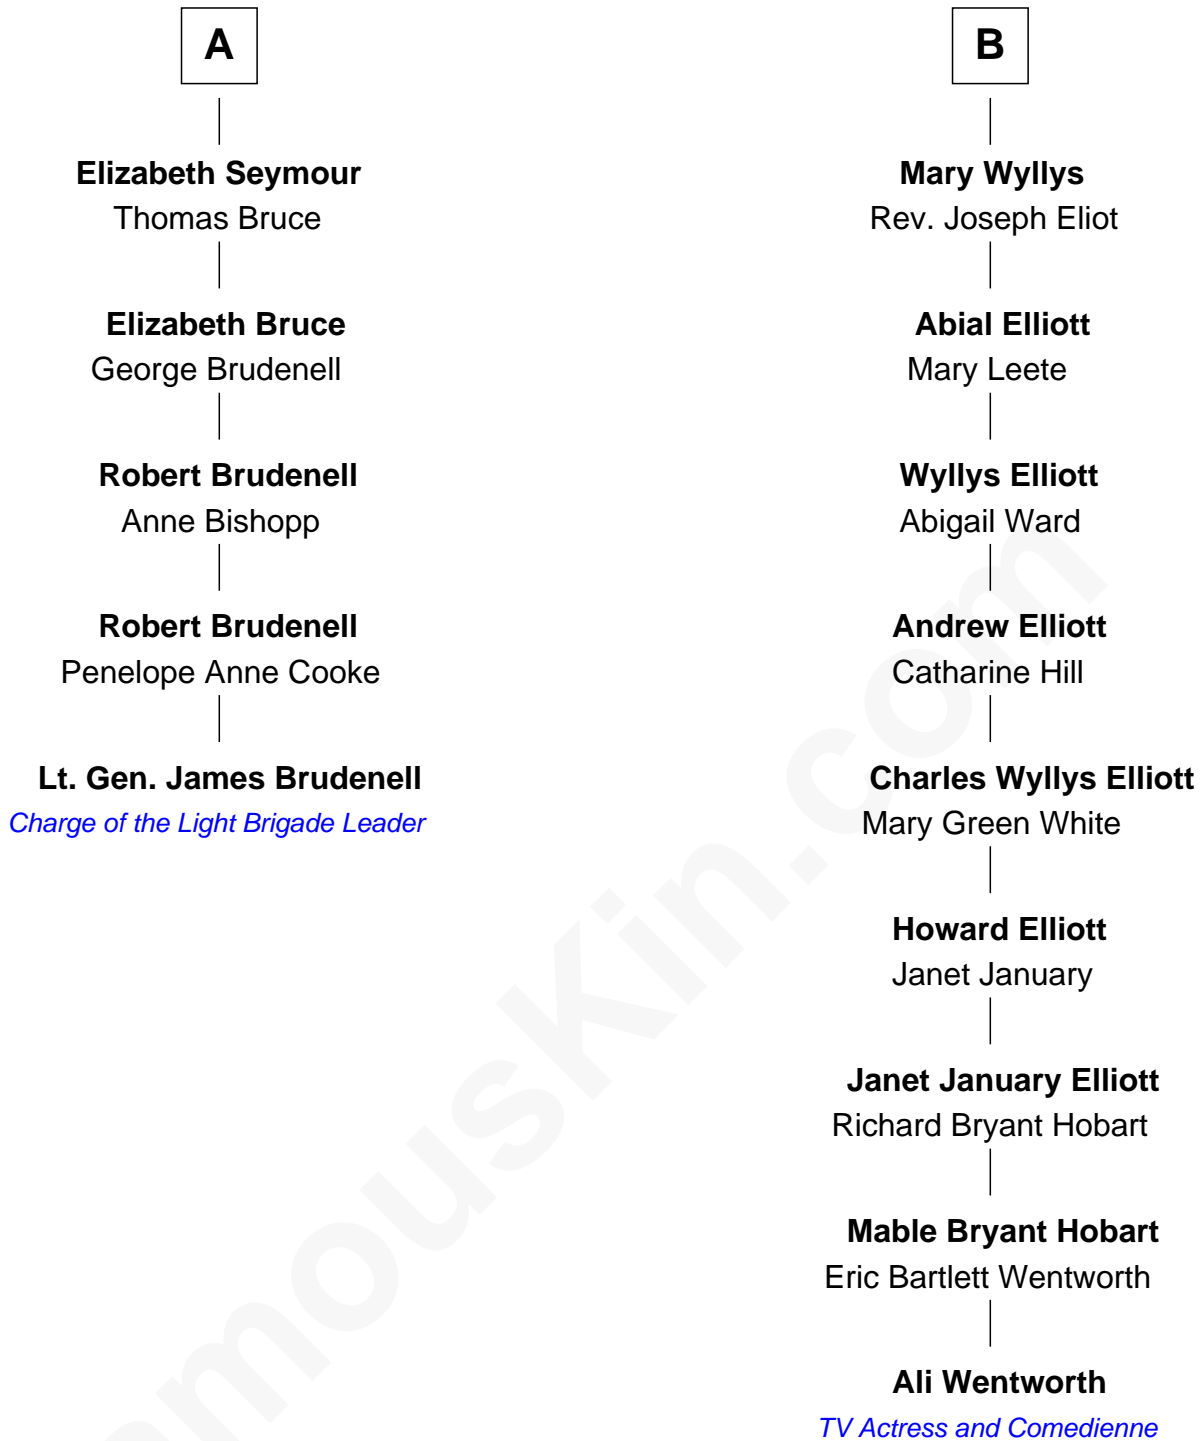 A
Elizabeth Seymour
Thomas Bruce
Elizabeth Bruce
George Brudenell
Robert Brudenell
Anne Bishopp
Robert Brudenell
Penelope Anne Cooke
Lt. Gen. James Brudenell
Charge of the Light Brigade Leader
B
Mary Wyllys
Rev. Joseph Eliot
Abial Elliott
Mary Leete
Wyllys Elliott
Abigail Ward
Andrew Elliott
Catharine Hill
Charles Wyllys Elliott
Mary Green White
Howard Elliott
Janet January
Janet January Elliott
Richard Bryant Hobart
Mable Bryant Hobart
Eric Bartlett Wentworth
Ali Wentworth
TV Actress and Comedienne
amouskin.com